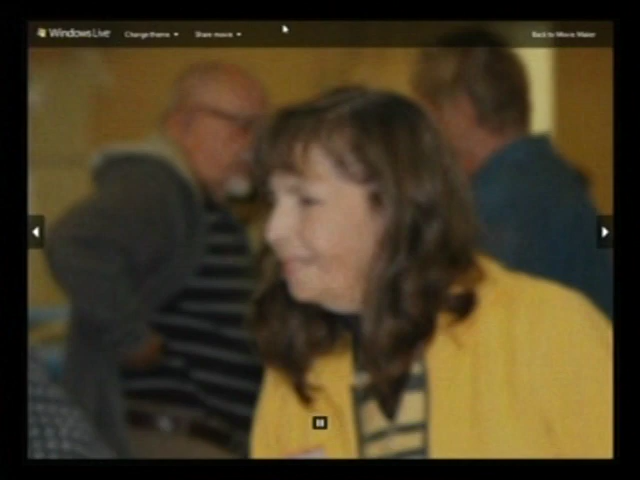 Windows Live
Change theme
Share movie
Back to Movie Maker